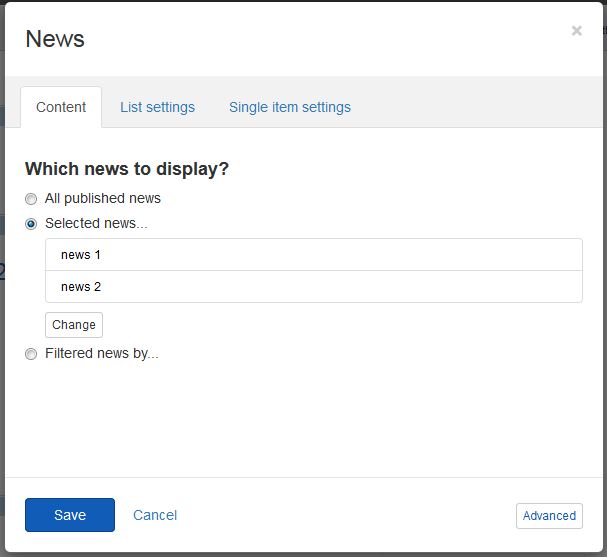 News
×
Content List settings Single item settings
Which news to display?
All published news
Selected news...
news 1
news 2
Change
Filtered news by...
Save Cancel Advanced